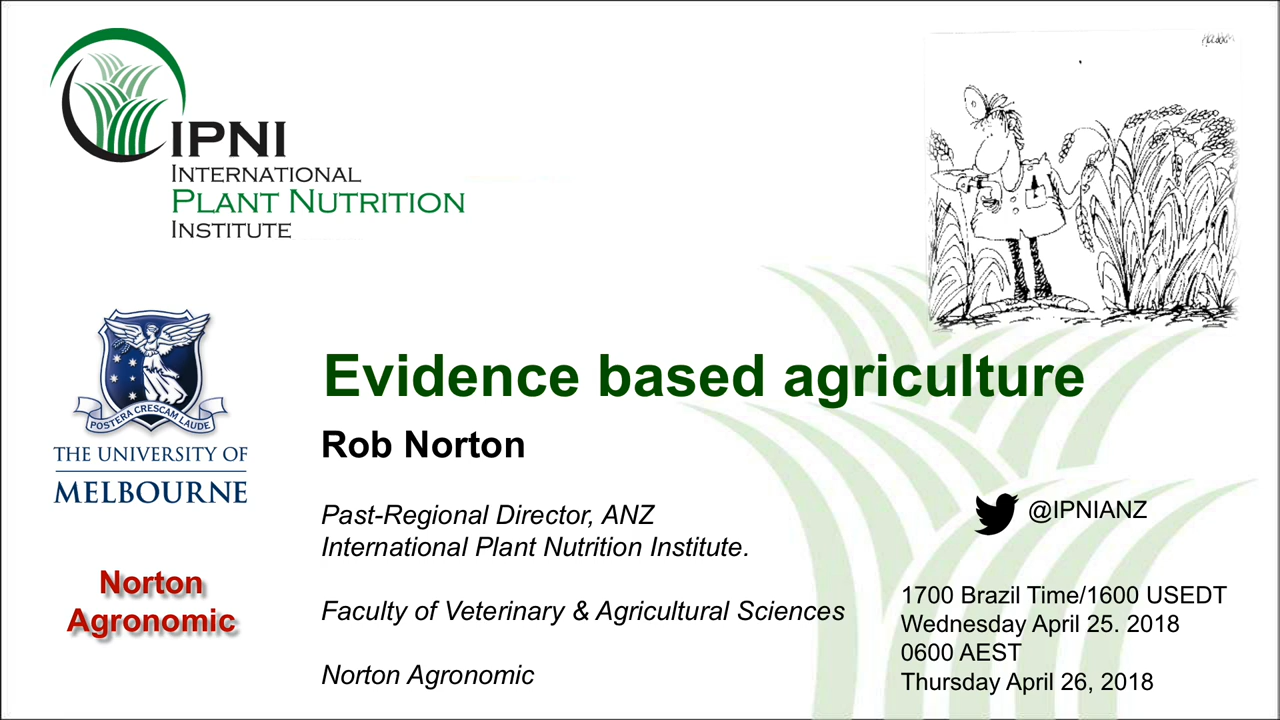 IPNI
INTERNATIONAL
PLANT NUTRITION
INSTITUTE
POSTERA CRESCAM LAUDE
THE UNIVERSITY OF
MELBOURNE
Norton
Agronomic
Evidence based agriculture
Rob Norton
Past-Regional Director, ANZ
International Plant Nutrition Institute.
Faculty of Veterinary & Agricultural Sciences
Norton Agronomic
@IPNIANZ
1700 Brazil Time/1600 USEDT
Wednesday April 25. 2018
0600 AEST
Thursday April 26, 2018